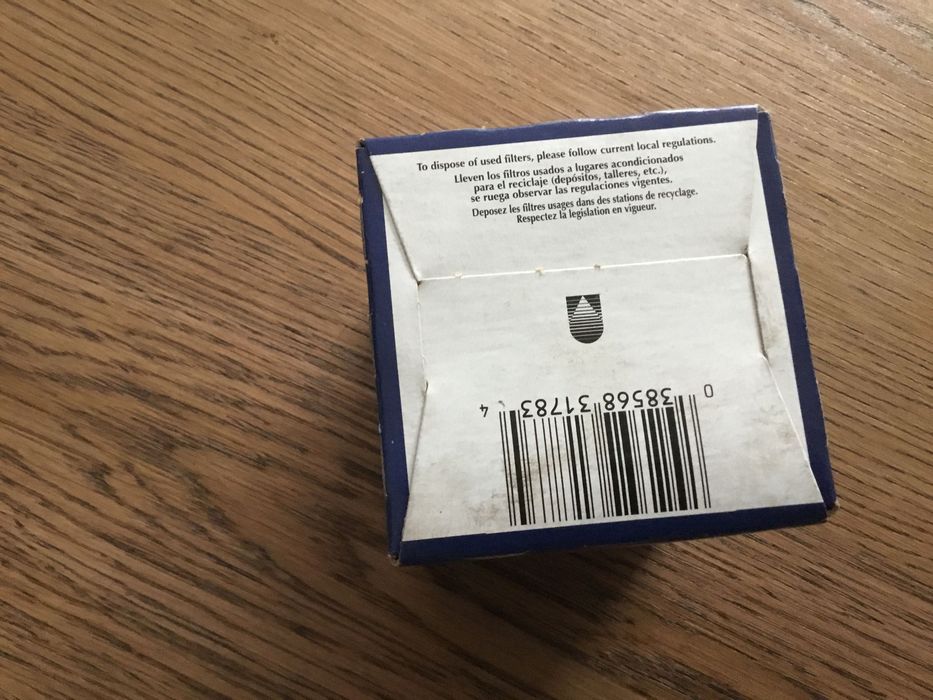 To dispose of used filters, please follow current local regulations.
Lleven los filtros usados a lugares acondicionados
para el reciclaje (depósitos, talleres, etc.),
se ruega observar las regulaciones vigentes.
Deposez les filtres usages dans des stations de recyclage.
Respectez la legislation en vigueur.
0 38568 31783 4